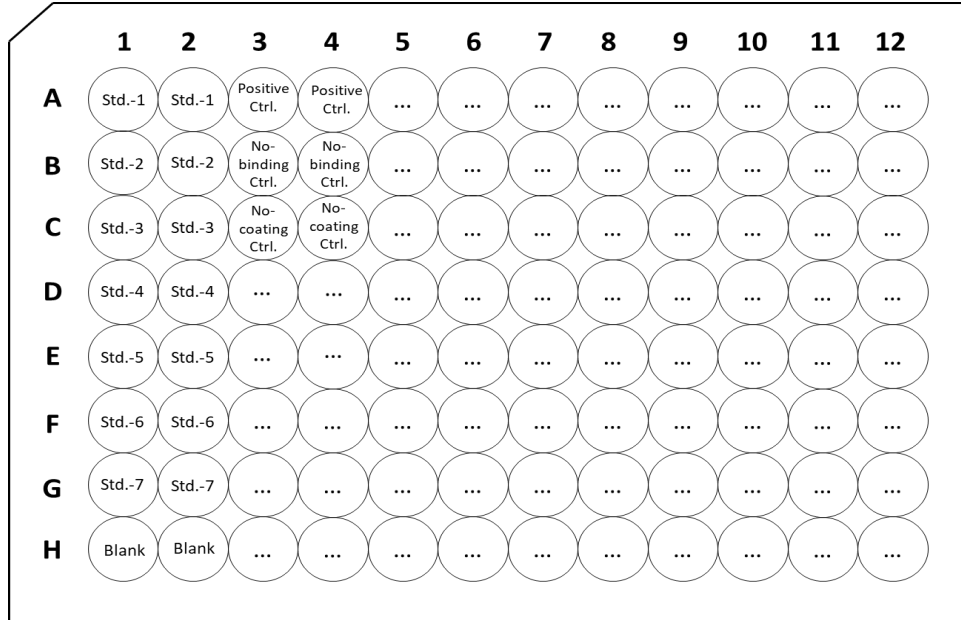 1 2 3 4 5 6 7 8 9 10 11 12
A Std.-1 Std.-1 Positive Ctrl. Positive Ctrl. ... ... ... ... ... ... ... ...
B Std.-2 Std.-2 No-binding Ctrl. No-binding Ctrl. ... ... ... ... ... ... ... ...
C Std.-3 Std.-3 No-coating Ctrl. No-coating Ctrl. ... ... ... ... ... ... ... ...
D Std.-4 Std.-4 ... ... ... ... ... ... ... ... ... ...
E Std.-5 Std.-5 ... ... ... ... ... ... ... ... ... ...
F Std.-6 Std.-6 ... ... ... ... ... ... ... ... ... ...
G Std.-7 Std.-7 ... ... ... ... ... ... ... ... ... ...
H Blank Blank ... ... ... ... ... ... ... ... ... ...